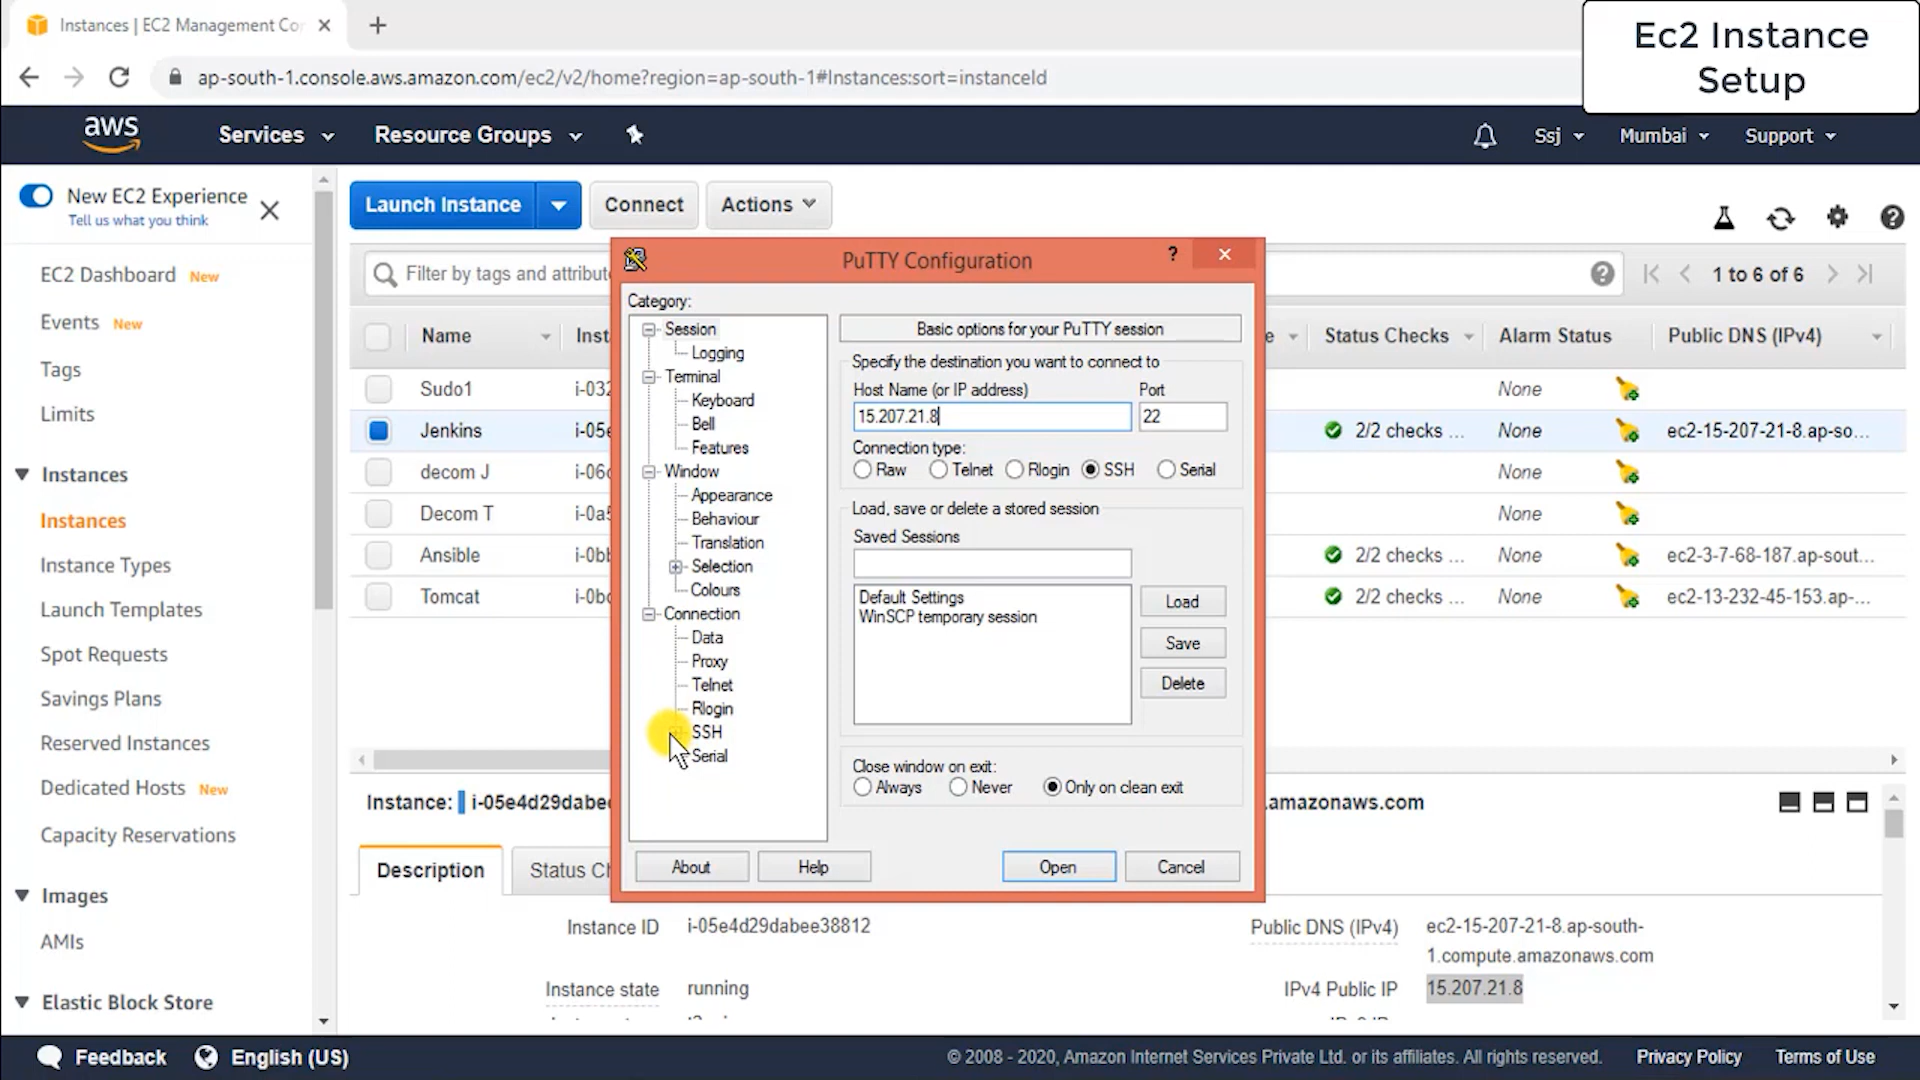 Instances | EC2 Management Co
Ec2 Instance
Setup
ap-south-1.console.aws.amazon.com/ec2/v2/home?region=ap-south-1#Instances:sort=instanceId
aws
Services
Resource Groups
Ssj
Mumbai
Support
New EC2 Experience
Tell us what you think
EC2 Dashboard New
Events New
Tags
Limits
Instances
Instances
Instance Types
Launch Templates
Spot Requests
Savings Plans
Reserved Instances
Dedicated Hosts New
Capacity Reservations
Images
AMIs
Elastic Block Store
Launch Instance
Connect
Actions
Filter by tags and attribut
1 to 6 of 6
Name Inst e Status Checks Alarm Status Public DNS (IPv4)
Sudo1 i-032 None
Jenkins i-05e 2/2 checks ... None ec2-15-207-21-8.ap-so...
decom J i-06c None
Decom T i-0a5 None
Ansible i-0bb 2/2 checks ... None ec2-3-7-68-187.ap-sout...
Tomcat i-0bc 2/2 checks ... None ec2-13-232-45-153.ap-...
PuTTY Configuration
?
Category:
Session
Logging
Terminal
Keyboard
Bell
Features
Window
Appearance
Behaviour
Translation
Selection
Colours
Connection
Data
Proxy
Telnet
Rlogin
SSH
Serial
Basic options for your PuTTY session
Specify the destination you want to connect to
Host Name (or IP address) Port
15.207.21.8 22
Connection type:
Raw Telnet Rlogin SSH Serial
Load, save or delete a stored session
Saved Sessions
Default Settings
WinSCP temporary session
Load
Save
Delete
Close window on exit:
Always Never Only on clean exit
About Help Open Cancel
Instance: i-05e4d29dabee .amazonaws.com
Description
Status Ch
Instance ID i-05e4d29dabee38812
Public DNS (IPv4) ec2-15-207-21-8.ap-south-
1.compute.amazonaws.com
Instance state running
IPv4 Public IP 15.207.21.8
Feedback
English (US)
© 2008 - 2020, Amazon Internet Services Private Ltd. or its affiliates. All rights reserved.
Privacy Policy
Terms of Use